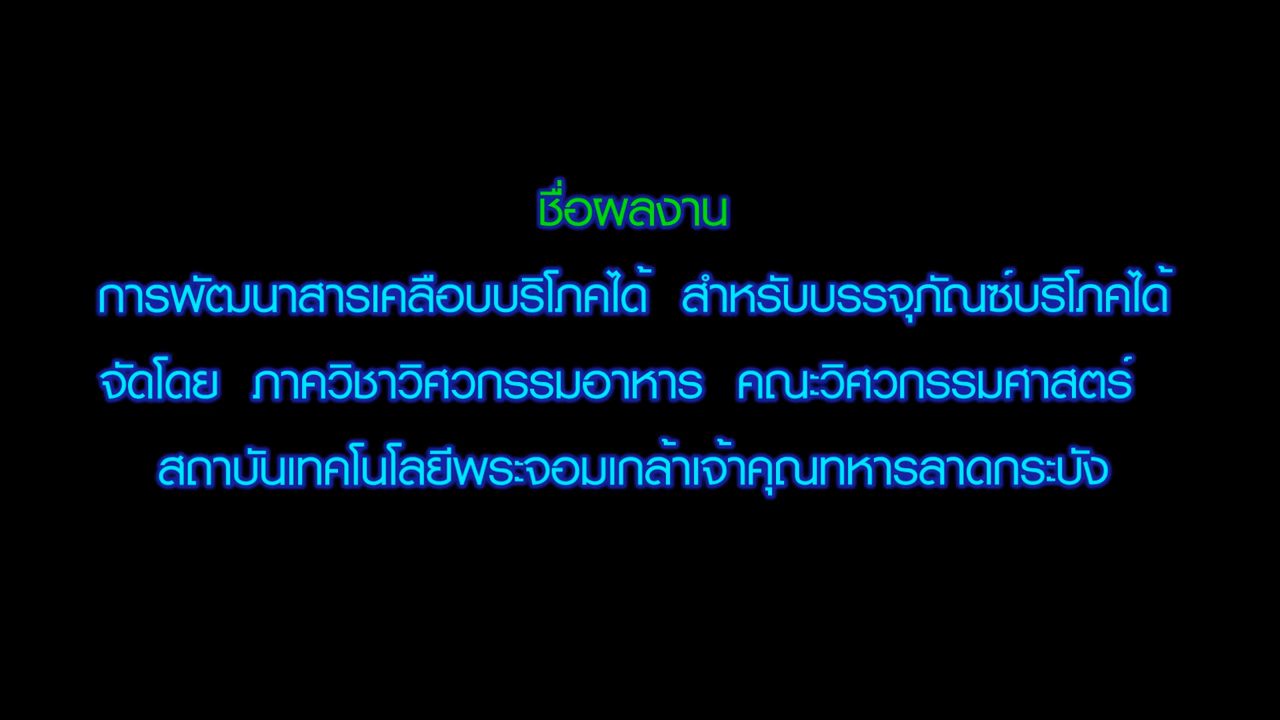 ชื่อผลงาน
การพัฒนาสารเคลือบบริโภคได้ สำหรับบรรจุภัณซ์บริโภคได้
จัดโดย ภาควิชาวิศวกรรมอาหาร คณะวิศวกรรมศาสตร์
สถาบันเทคโนโลยีพระจอมเกล้าเจ้าคุณทหารลาดกระบัง